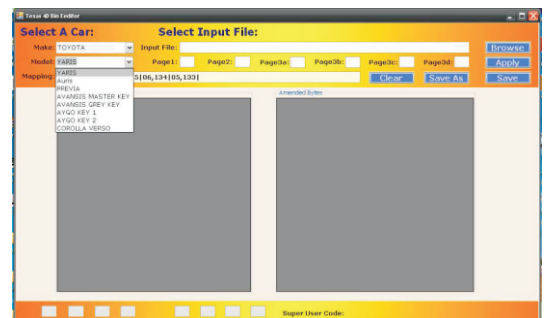 Texas 4D Bin Editor
Select A Car: Select Input File:
Make: TOYOTA Input File: Browse
Model: YARIS Page1: Page2: Page3a: Page3b: Page3c: Page3d: Apply
Mapping: 5|06,134|05,133| Clear Save As Save
YARIS
Auris
PREVIA
AVANSIS MASTER KEY
AVANSIS GREY KEY
AYGO KEY 1
AYGO KEY 2
COROLLA VERSO
Amended Bytes
Super User Code: